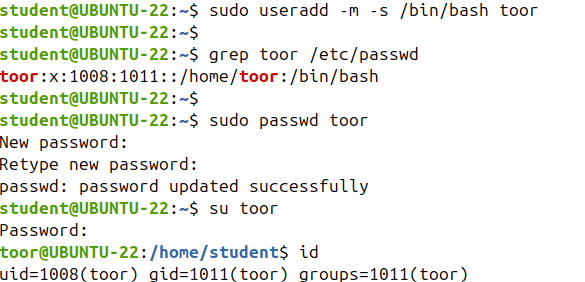 student@UBUNTU-22:~$ sudo useradd -m -s /bin/bash toor
student@UBUNTU-22:~$
student@UBUNTU-22:~$ grep toor /etc/passwd
toor:x:1008:1011::/home/toor:/bin/bash
student@UBUNTU-22:~$
student@UBUNTU-22:~$ sudo passwd toor
New password:
Retype new password:
passwd: password updated successfully
student@UBUNTU-22:~$ su toor
Password:
toor@UBUNTU-22:/home/student$ id
uid=1008(toor) gid=1011(toor) groups=1011(toor)